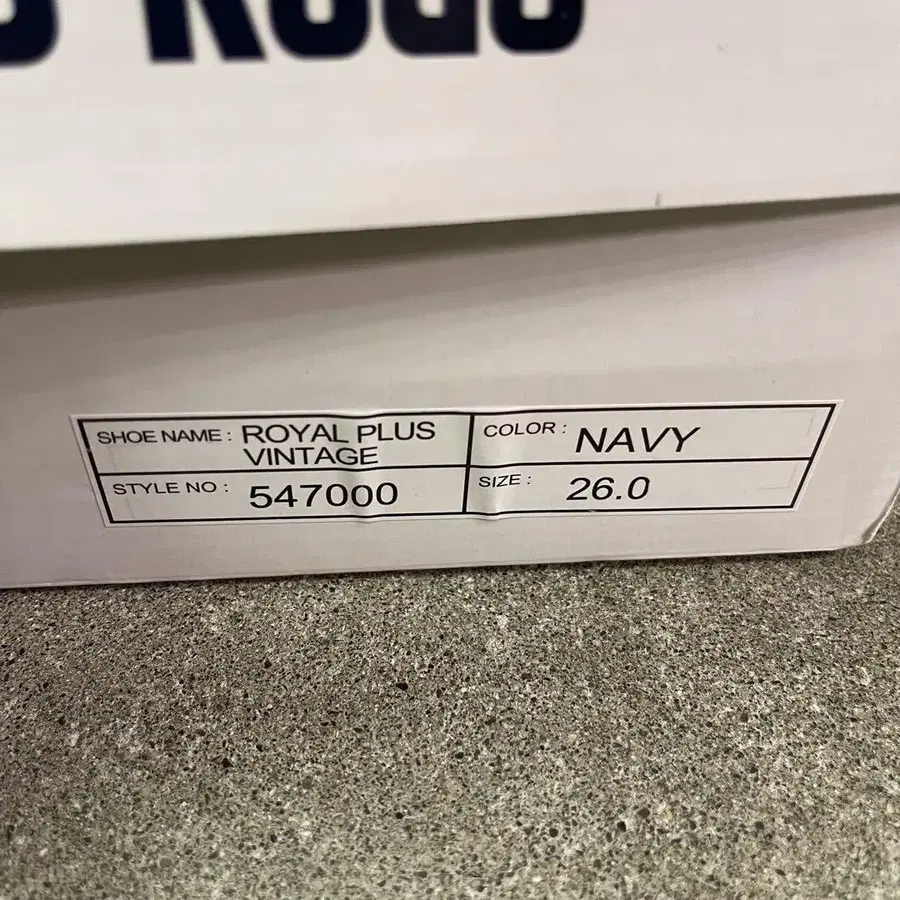 SHOE NAME : ROYAL PLUS
VINTAGE
COLOR : NAVY
STYLE NO : 547000
SIZE : 26.0